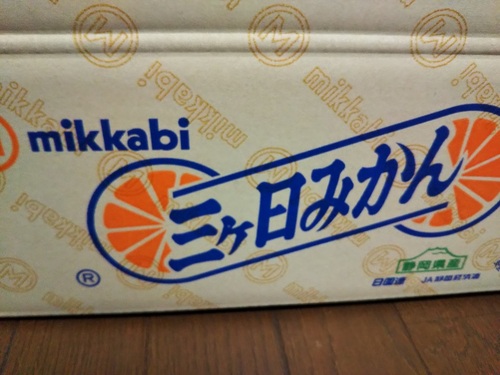 mikkabi
三ヶ日みかん
®
静岡県産
日園連 JA静岡経済連